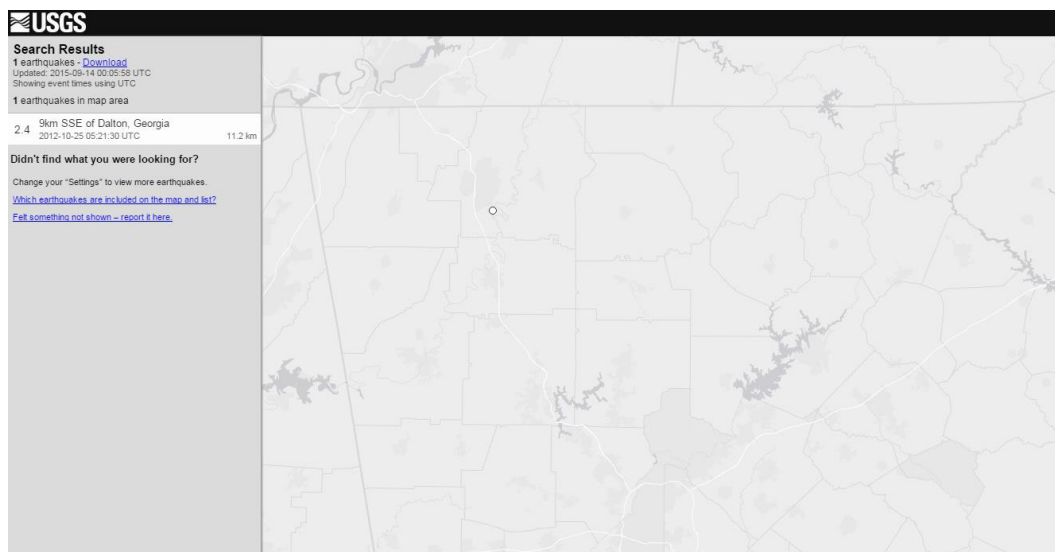 USGS
Search Results
1 earthquakes - Download
Updated: 2015-09-14 00:05:58 UTC
Showing event times using UTC
1 earthquakes in map area
2.4 9km SSE of Dalton, Georgia
2012-10-25 05:21:30 UTC 11.2 km
Didn't find what you were looking for?
Change your "Settings" to view more earthquakes.
Which earthquakes are included on the map and list?
Felt something not shown – report it here.